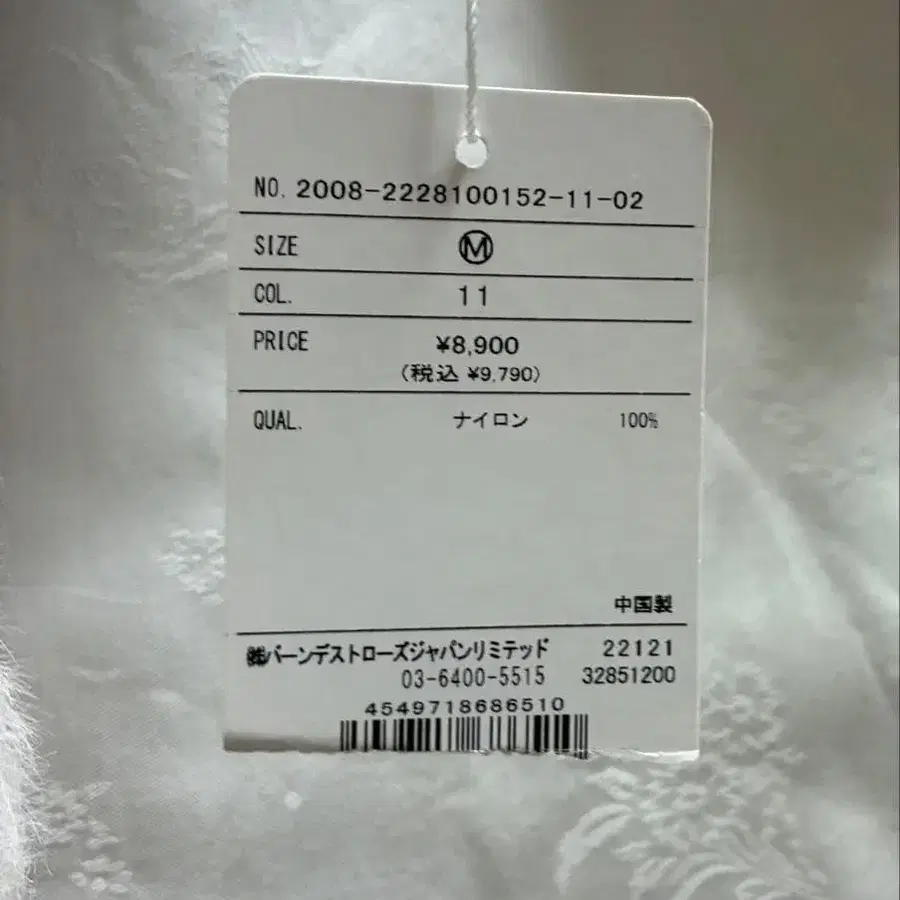 NO. 2008-2228100152-11-02
SIZE Ⓜ
COL. 11
PRICE ¥8,900
(税込 ¥9,790)
QUAL. ナイロン 100%
中国製
㈱バーンデストローズジャパンリミテッド 22121
03-6400-5515 32851200
4549718686510